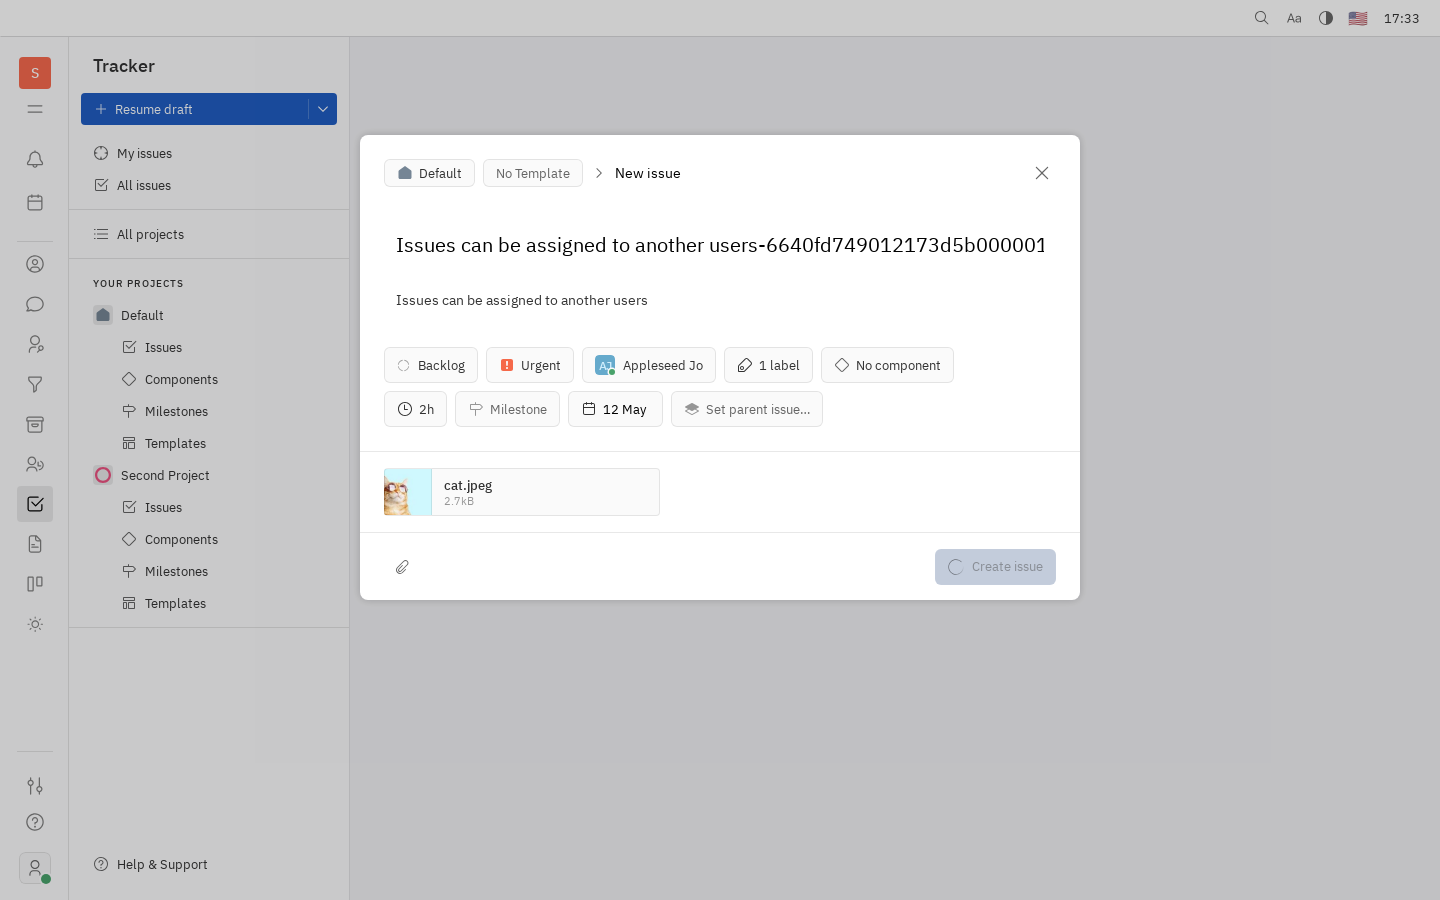 Aa
17:33
S
Tracker
Resume draft
My issues
All issues
All projects
YOUR PROJECTS
Default
Issues
Components
Milestones
Templates
Second Project
Issues
Components
Milestones
Templates
Help & Support
Default
No Template
New issue
Issues can be assigned to another users-6640fd749012173d5b000001
Issues can be assigned to another users
Backlog
Urgent
AJ
Appleseed Jo
1 label
No component
2h
Milestone
12 May
Set parent issue...
cat.jpeg
2.7kB
Create issue